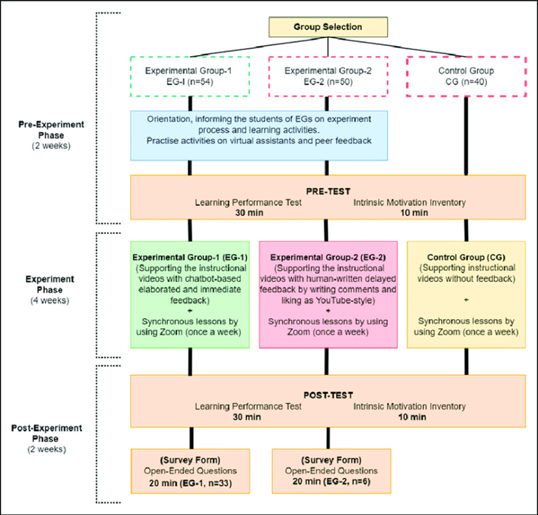 Group Selection
Experimental Group-1
EG-I (n=54)
Experimental Group-2
EG-2 (n=50)
Control Group
CG (n=40)
Pre-Experiment
Phase
(2 weeks)
Orientation, informing the students of EGs on experiment
process and learning activities.
Practise activities on virtual assistants and peer feedback
PRE-TEST
Learning Performance Test
30 min
Intrinsic Motivation Inventory
10 min
Experiment
Phase
(4 weeks)
Experimental Group-1 (EG-1)
(Supporting the instructional
videos with chatbot-based
elaborated and immediate
feedback)
+
Synchronous lessons by
using Zoom (once a week)
Experimental Group-2 (EG-2)
(Supporting the instructional
videos with human-written delayed
feedback by writing comments and
liking as YouTube-style)
+
Synchronous lessons by using
Zoom (once a week)
Control Group (CG)
(Supporting instructional
videos without feedback)
+
Synchronous lessons by
using Zoom (once a week)
Post-Experiment
Phase
(2 weeks)
POST-TEST
Learning Performance Test
30 min
Intrinsic Motivation Inventory
10 min
(Survey Form)
Open-Ended Questions
20 min (EG-1, n=33)
(Survey Form)
Open-Ended Questions
20 min (EG-2, n=6)